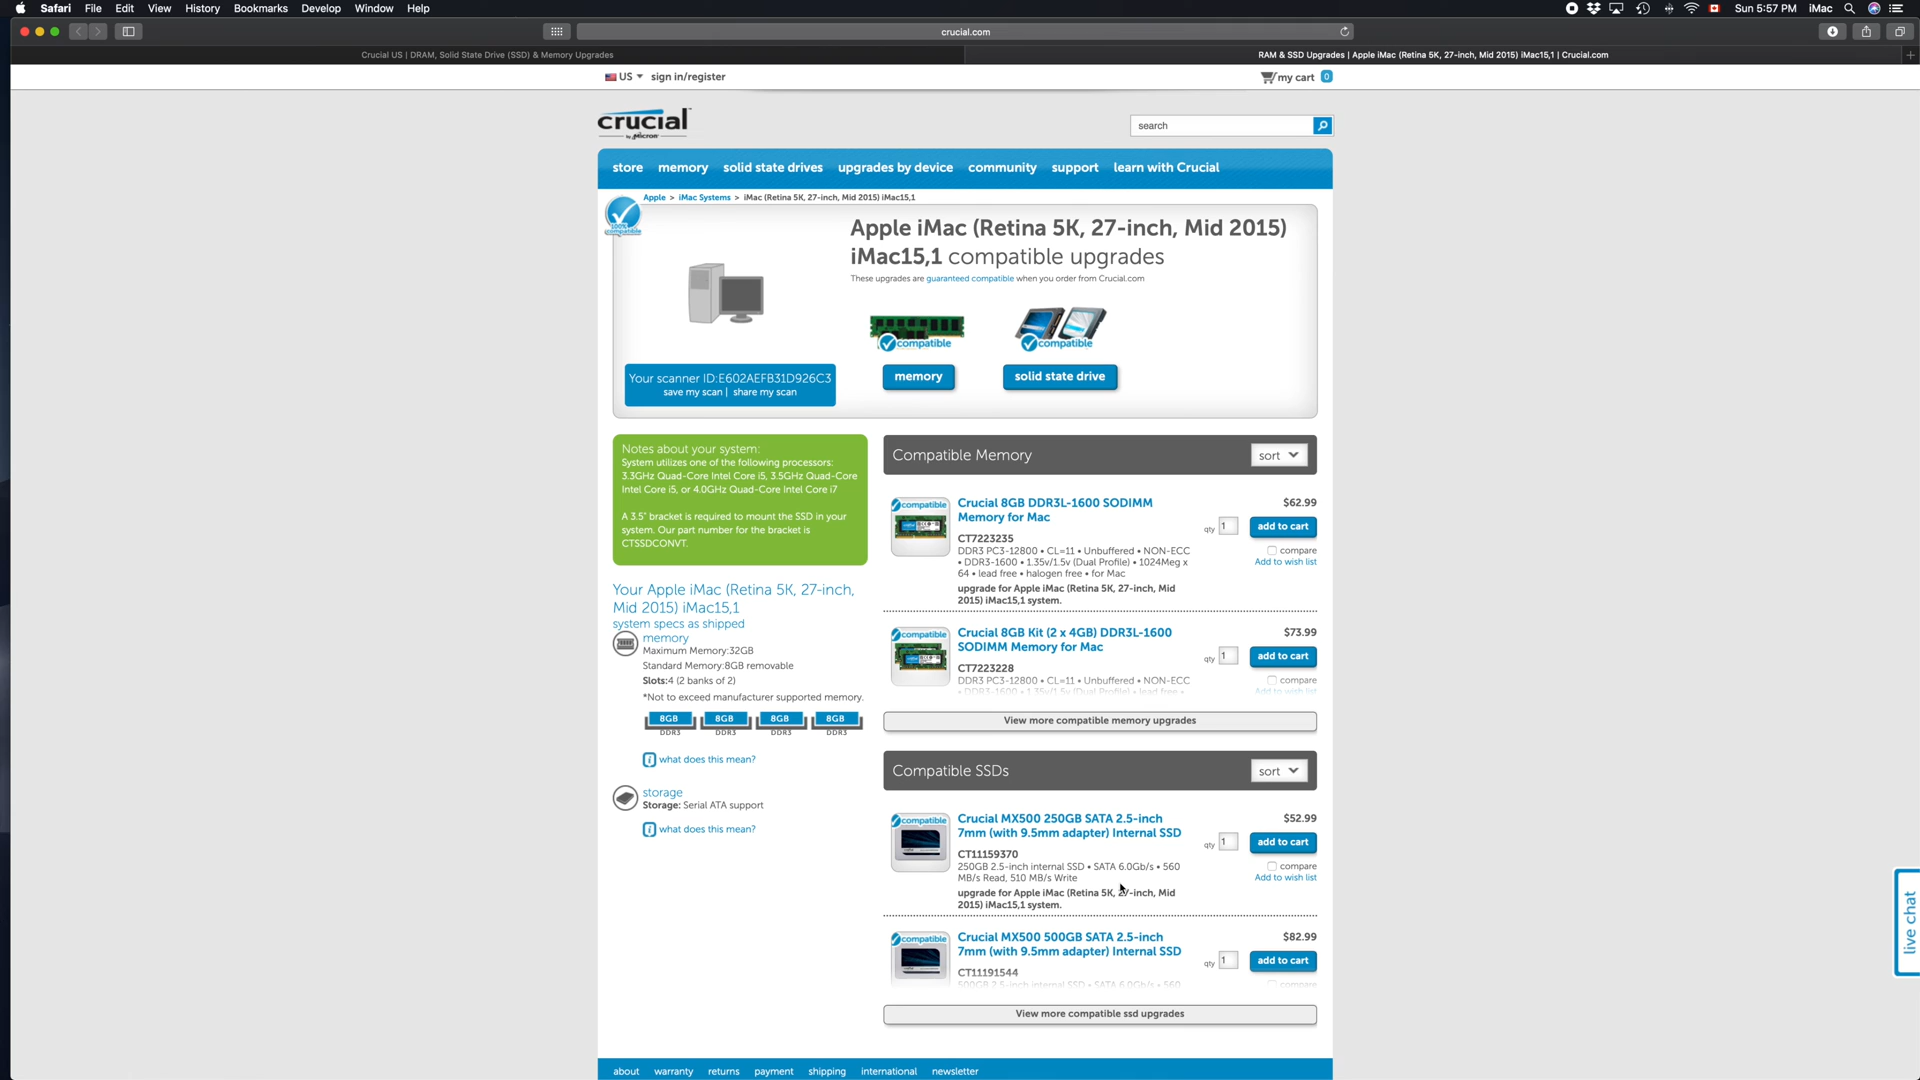 Safari File Edit View History Bookmarks Develop Window Help
Sun 5:57 PM iMac
crucial.com
Crucial US | DRAM, Solid State Drive (SSD) & Memory Upgrades
RAM & SSD Upgrades | Apple iMac (Retina 5K, 27-inch, Mid 2015) iMac15,1 | Crucial.com
US sign in/register
my cart 0
crucial
by Micron
search
store memory solid state drives upgrades by device community support learn with Crucial
Apple > iMac Systems > iMac (Retina 5K, 27-inch, Mid 2015) iMac15,1
100%
compatible
Apple iMac (Retina 5K, 27-inch, Mid 2015)
iMac15,1 compatible upgrades
These upgrades are guaranteed compatible when you order from Crucial.com
compatible
compatible
memory
solid state drive
Your scanner ID:E602AEFB31D926C3
save my scan | share my scan
Notes about your system:
System utilizes one of the following processors:
3.3GHz Quad-Core Intel Core i5, 3.5GHz Quad-Core
Intel Core i5, or 4.0GHz Quad-Core Intel Core i7
A 3.5" bracket is required to mount the SSD in your
system. Our part number for the bracket is
CTSSDCONVT.
Your Apple iMac (Retina 5K, 27-inch,
Mid 2015) iMac15,1
system specs as shipped
memory
Maximum Memory:32GB
Standard Memory:8GB removable
Slots:4 (2 banks of 2)
*Not to exceed manufacturer supported memory.
8GB 8GB 8GB 8GB
DDR3 DDR3 DDR3 DDR3
i what does this mean?
storage
Storage: Serial ATA support
i what does this mean?
Compatible Memory
sort
compatible
Crucial 8GB DDR3L-1600 SODIMM
Memory for Mac
CT7223235
DDR3 PC3-12800 • CL=11 • Unbuffered • NON-ECC
• DDR3-1600 • 1.35v/1.5v (Dual Profile) • 1024Meg x
64 • lead free • halogen free • for Mac
upgrade for Apple iMac (Retina 5K, 27-inch, Mid
2015) iMac15,1 system.
$62.99
qty 1 add to cart
compare
Add to wish list
compatible
Crucial 8GB Kit (2 x 4GB) DDR3L-1600
SODIMM Memory for Mac
CT7223228
DDR3 PC3-12800 • CL=11 • Unbuffered • NON-ECC
• DDR3-1600 • 1.35v/1.5v (Dual Profile) • lead free •
$73.99
qty 1 add to cart
compare
Add to wish list
View more compatible memory upgrades
Compatible SSDs
sort
compatible
Crucial MX500 250GB SATA 2.5-inch
7mm (with 9.5mm adapter) Internal SSD
CT11159370
250GB 2.5-inch internal SSD • SATA 6.0Gb/s • 560
MB/s Read, 510 MB/s Write
upgrade for Apple iMac (Retina 5K, 27-inch, Mid
2015) iMac15,1 system.
$52.99
qty 1 add to cart
compare
Add to wish list
compatible
Crucial MX500 500GB SATA 2.5-inch
7mm (with 9.5mm adapter) Internal SSD
CT11191544
500GB 2.5-inch internal SSD • SATA 6.0Gb/s • 560
$82.99
qty 1 add to cart
compare
View more compatible ssd upgrades
live chat
about warranty returns payment shipping international newsletter